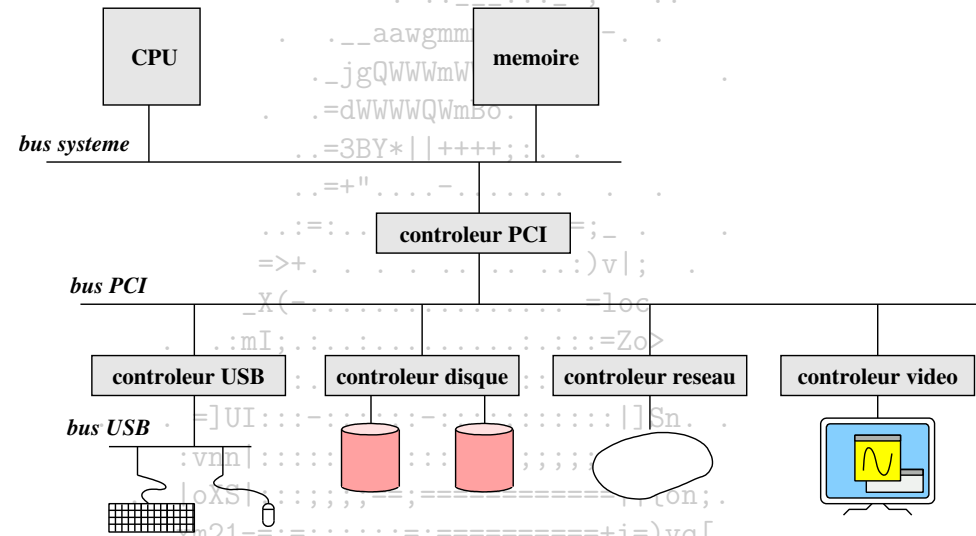 CPU
memoire
bus systeme
controleur PCI
bus PCI
controleur USB
controleur disque
controleur reseau
controleur video
bus USB